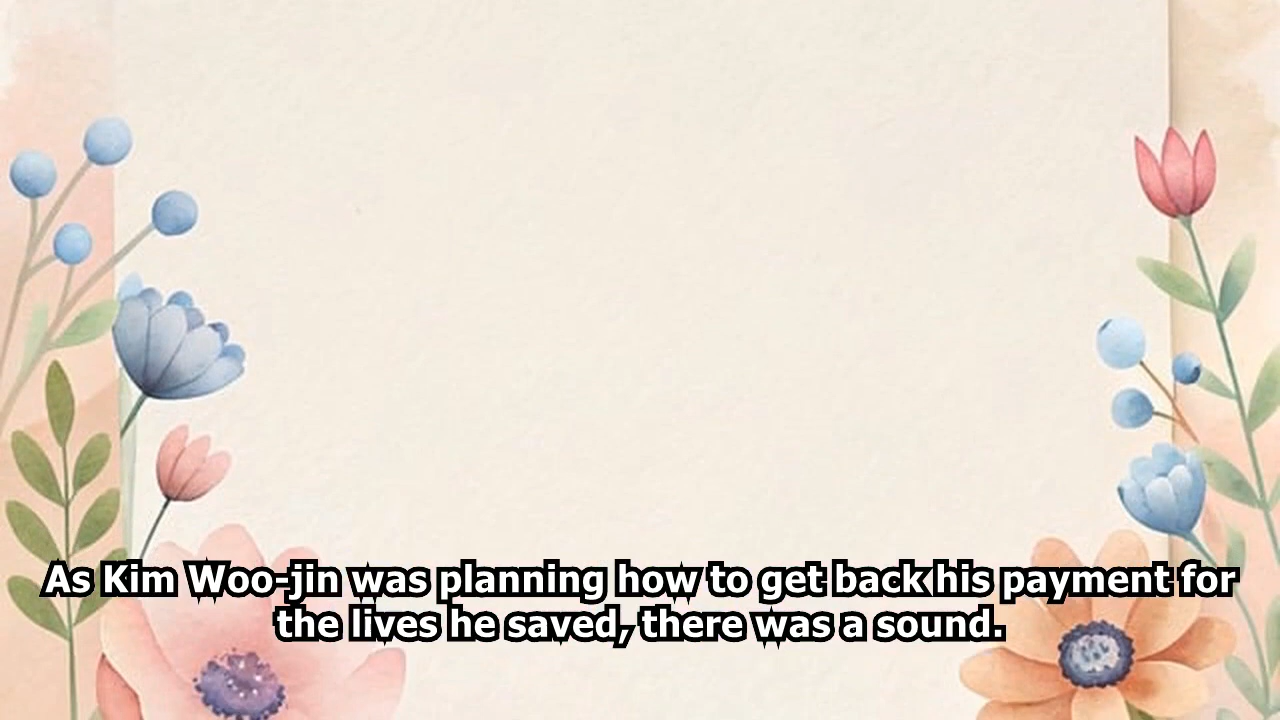 As Kim Woo-jin was planning how to get back his payment for
the lives he saved, there was a sound.